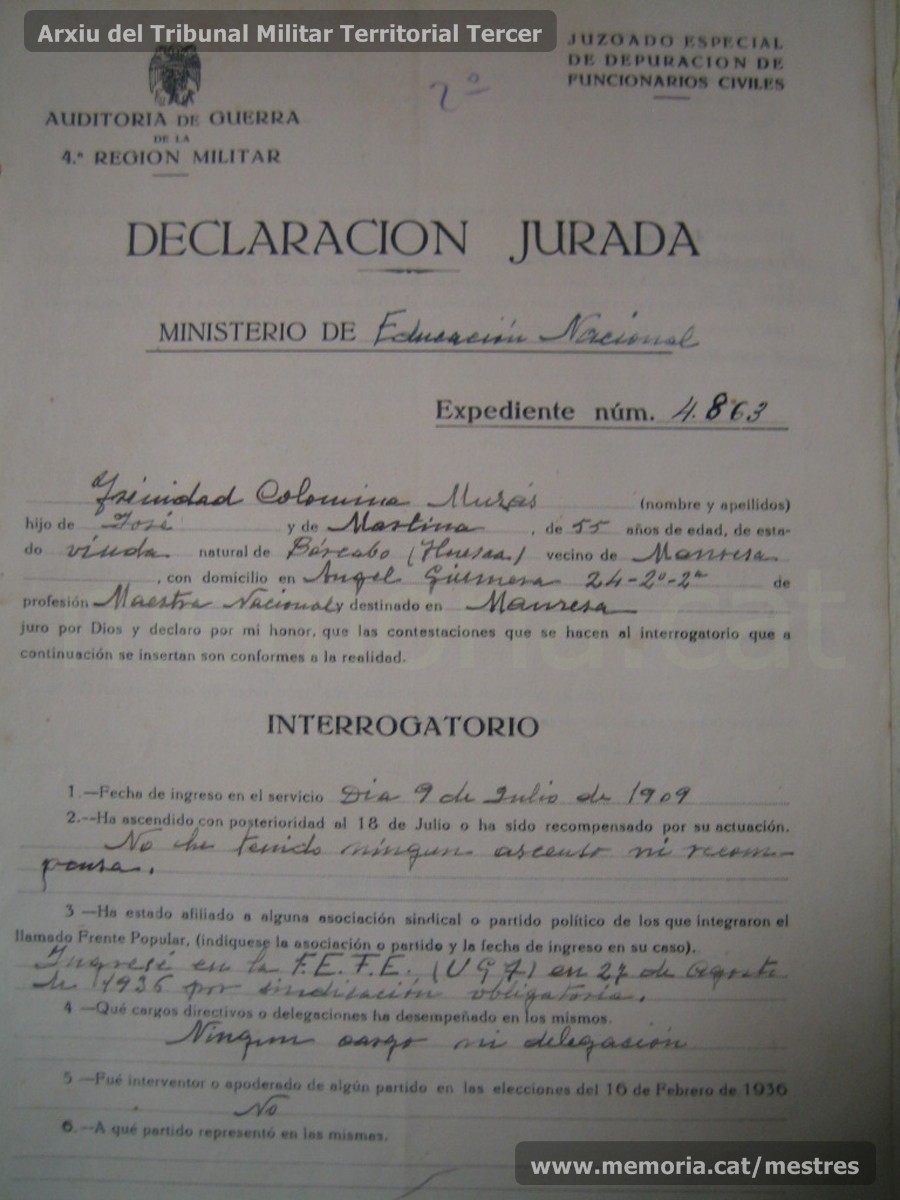 Arxiu del Tribunal Militar Territorial Tercer
JUZGADO ESPECIAL
DE DEPURACION DE
FUNCIONARIOS CIVILES
2º
AUDITORIA DE GUERRA
DE LA
4.ª REGION MILITAR
DECLARACION JURADA
MINISTERIO DE Educación Nacional
Expediente núm. 4.863
Trinidad Colomina Murás (nombre y apellidos)
hijo de José y de Martina, de 55 años de edad, de esta-
do viuda natural de Bárcabo (Huesca) vecino de Manresa
, con domicilio en Angel Guimerá 24-2º-2ª de
profesión Maestra Nacional y destinado en Manresa
juro por Dios y declaro por mi honor, que las contestaciones que se hacen al interrogatorio que a
continuación se insertan son conformes a la realidad.
INTERROGATORIO
1.—Fecha de ingreso en el servicio Dia 9 de Julio de 1909
2.--Ha ascendido con posterioridad al 18 de Julio o ha sido recompensado por su actuación.
No he tenido ningun ascenso ni recom-
pensa.
3 —Ha estado afiliado a alguna asociación sindical o partido político de los que integraron el
llamado Frente Popular, (indíquese la asociación o partido y la fecha de ingreso en su caso).
Ingresé en la F.E.T.E. (UGT) en 27 de Agosto
de 1936 por sindicación obligatoria.
4 —Qué cargos directivos o delegaciones ha desempeñado en los mismos.
Ningun cargo ni delegación
5 —Fué interventor o apoderado de algún partido en las elecciones del 16 de Febrero de 1936
No
6.—A qué partido representó en las mismas.
www.memoria.cat/mestres